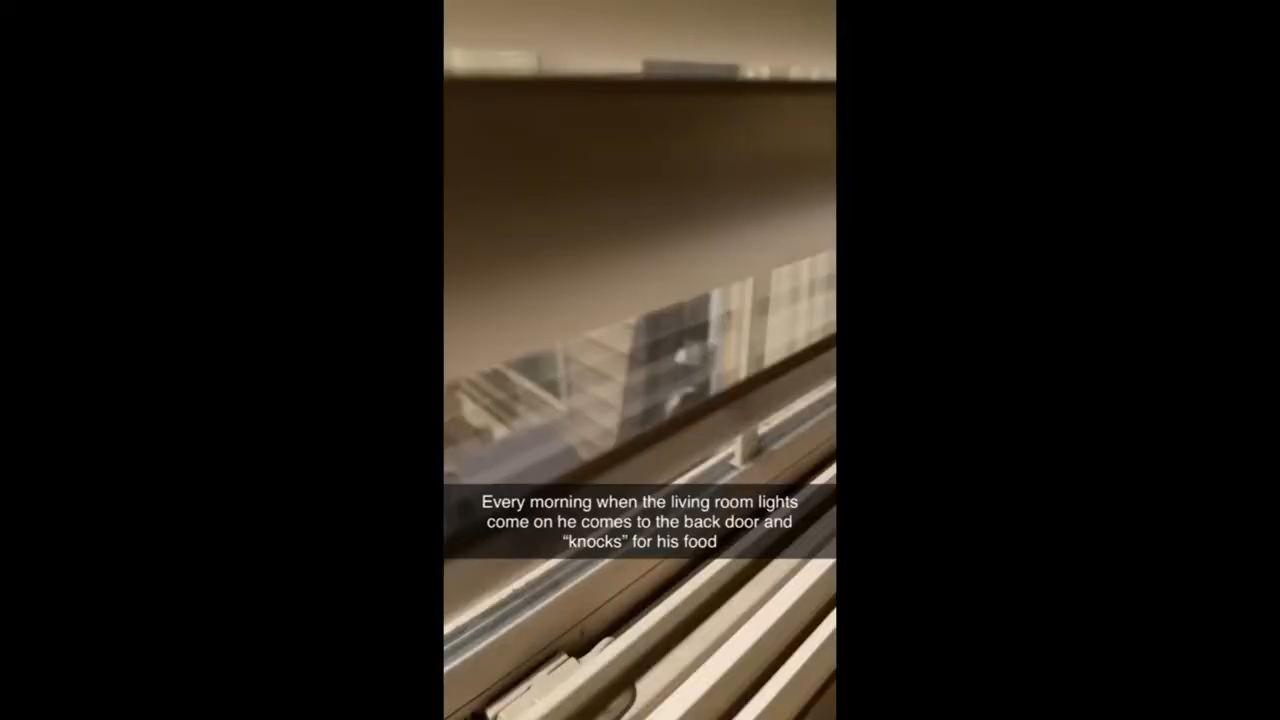 Every morning when the living room lights
come on he comes to the back door and
“knocks” for his food